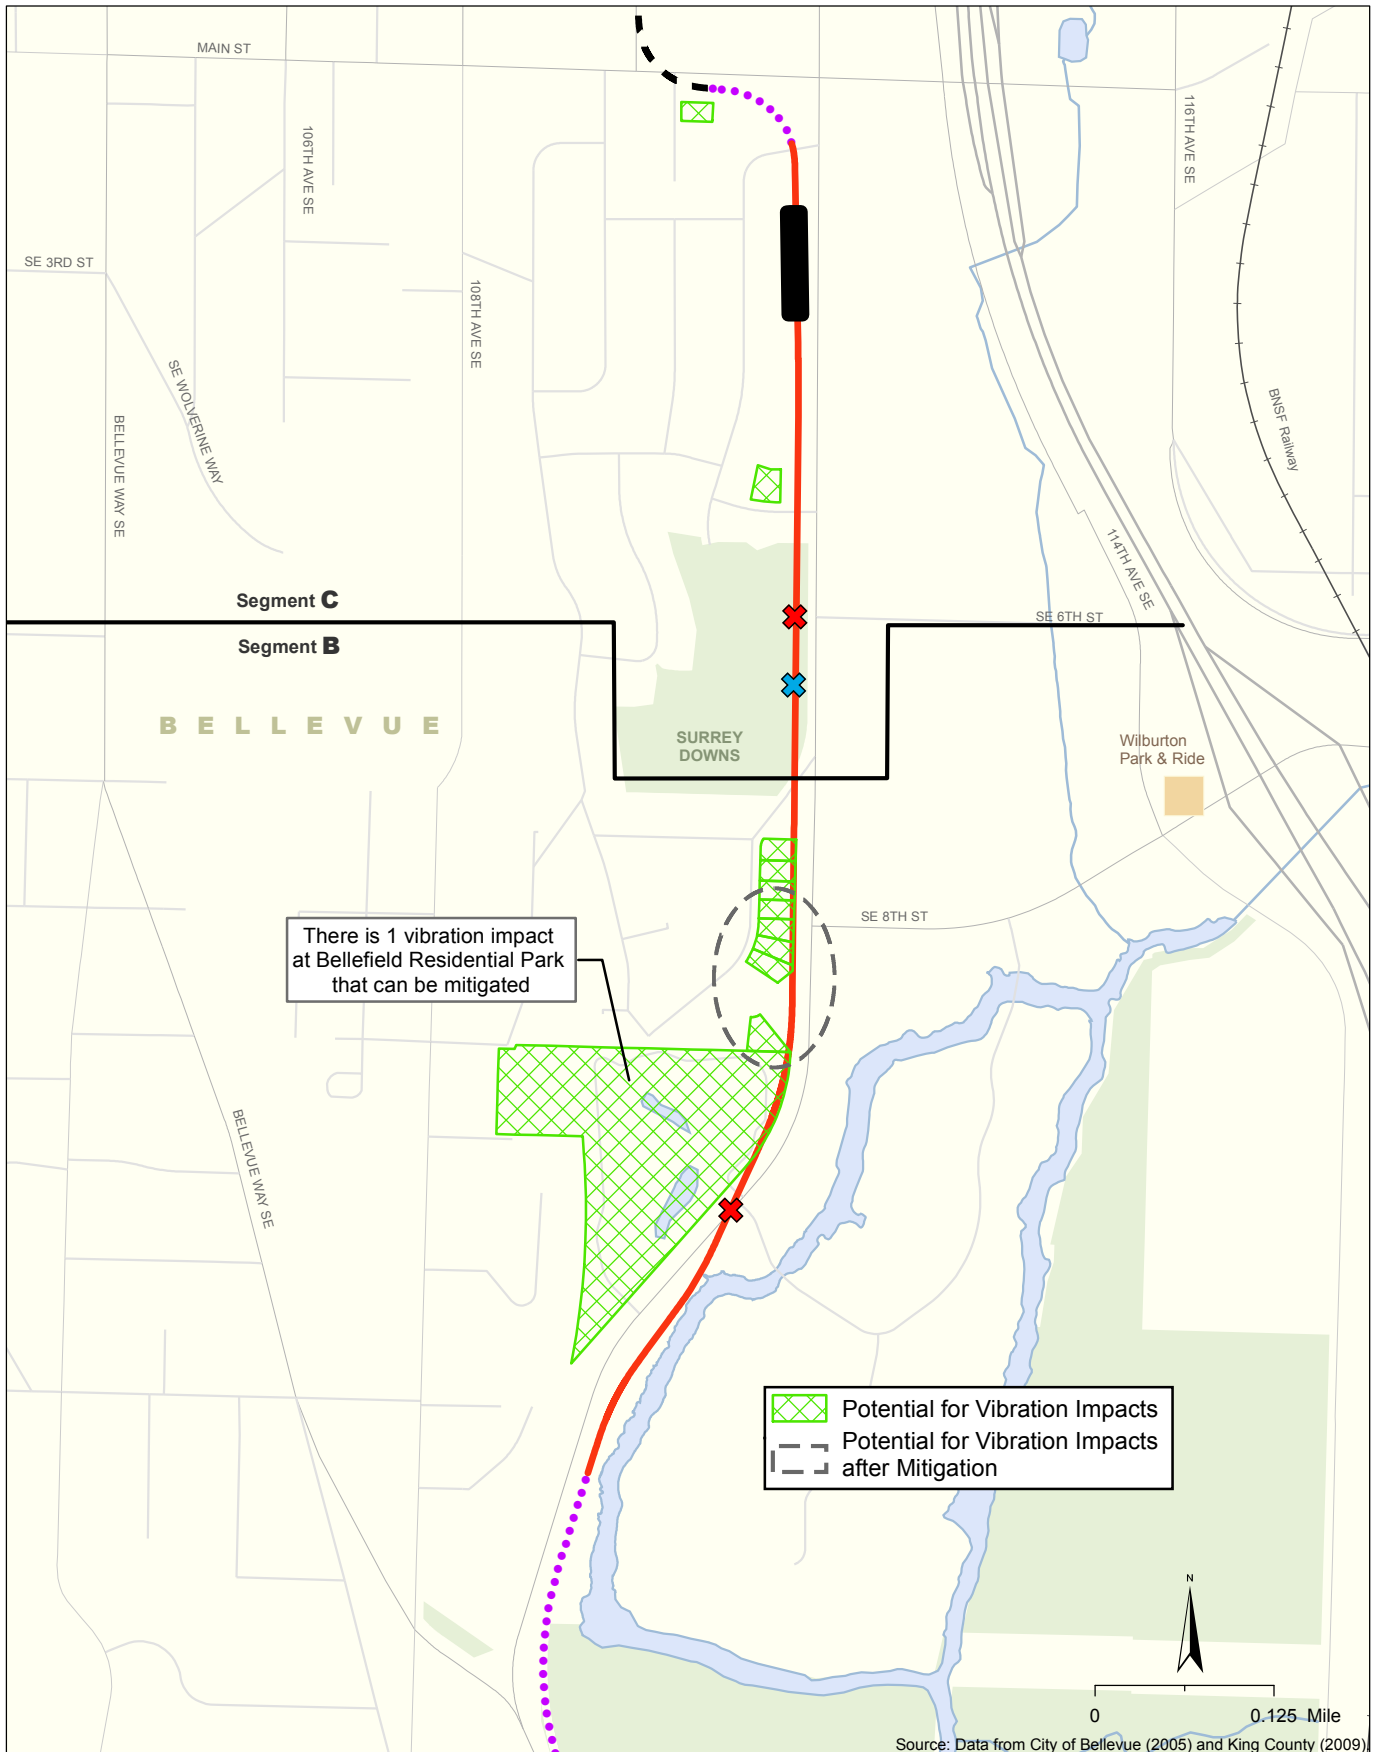 MAIN ST
106TH AVE SE
116TH AVE SE
SE 3RD ST
108TH AVE SE
SE WOLVERINE WAY
BELLEVUE WAY SE
BNSF Railway
114TH AVE SE
Segment C
SE 6TH ST
Segment B
BELLEVUE
SURREY
DOWNS
Wilburton
Park & Ride
SE 8TH ST
There is 1 vibration impact
at Bellefield Residential Park
that can be mitigated
BELLEVUE WAY SE
Potential for Vibration Impacts
Potential for Vibration Impacts
after Mitigation
N
0 0.125 Mile
Source: Data from City of Bellevue (2005) and King County (2009)